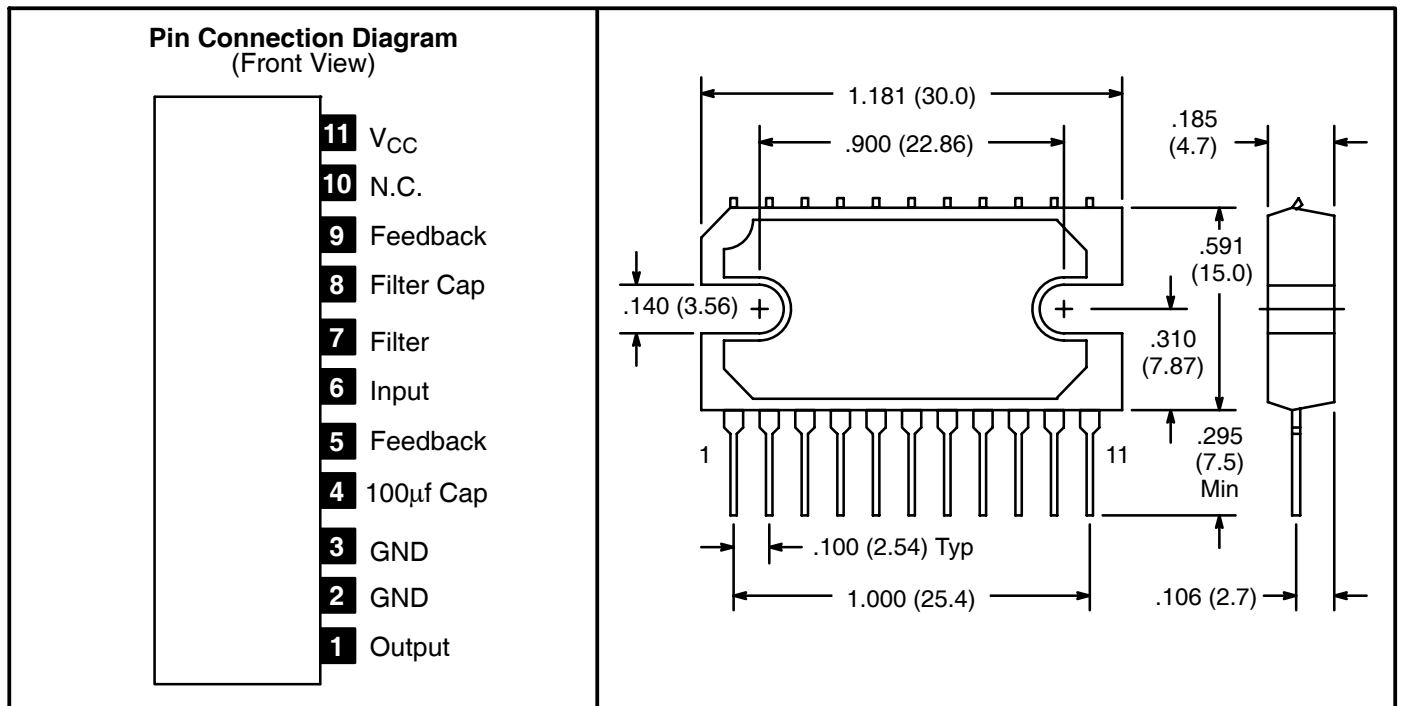 Pin Connection Diagram
(Front View)
11 VCC
10 N.C.
9 Feedback
8 Filter Cap
7 Filter
6 Input
5 Feedback
4 100μf Cap
3 GND
2 GND
1 Output
1.181 (30.0)
.900 (22.86)
.185
(4.7)
.140 (3.56)
.591
(15.0)
.310
(7.87)
1
11
.295
(7.5)
Min
.100 (2.54) Typ
1.000 (25.4)
.106 (2.7)